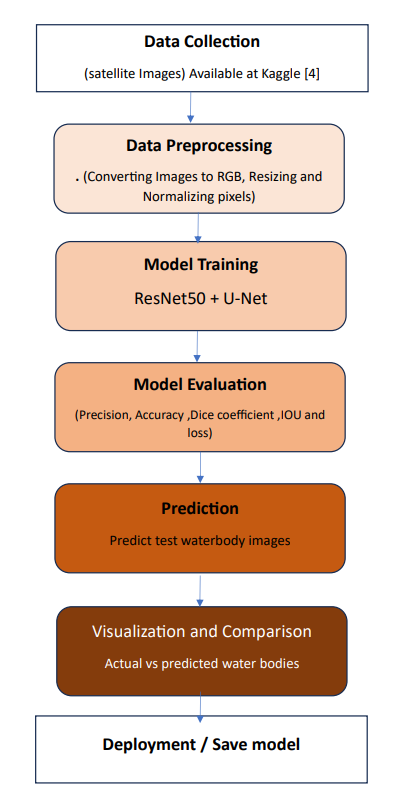 Data Collection
(satellite Images) Available at Kaggle [4]
Data Preprocessing
. (Converting Images to RGB, Resizing and
Normalizing pixels)
Model Training
ResNet50 + U-Net
Model Evaluation
(Precision, Accuracy ,Dice coefficient ,IOU and
loss)
Prediction
Predict test waterbody images
Visualization and Comparison
Actual vs predicted water bodies
Deployment / Save model